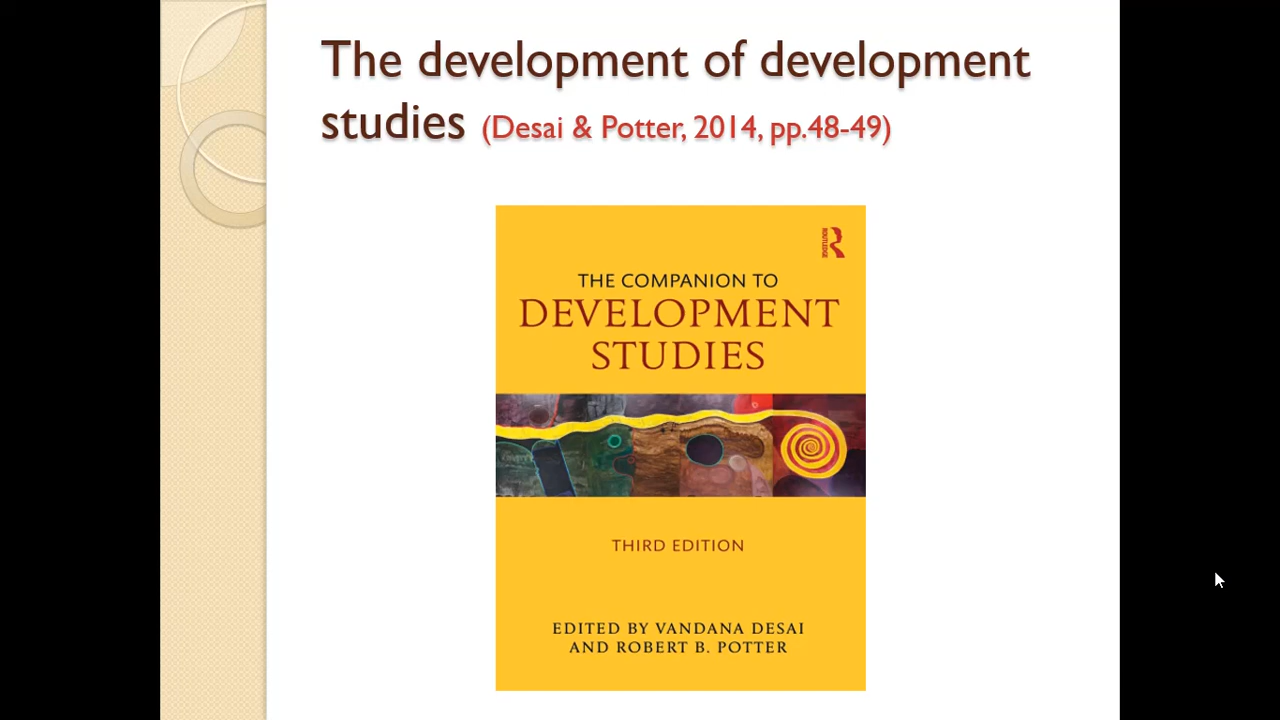 The development of development
studies (Desai & Potter, 2014, pp.48-49)
ROUTLEDGE
THE COMPANION TO
DEVELOPMENT
STUDIES
THIRD EDITION
EDITED BY VANDANA DESAI
AND ROBERT B. POTTER